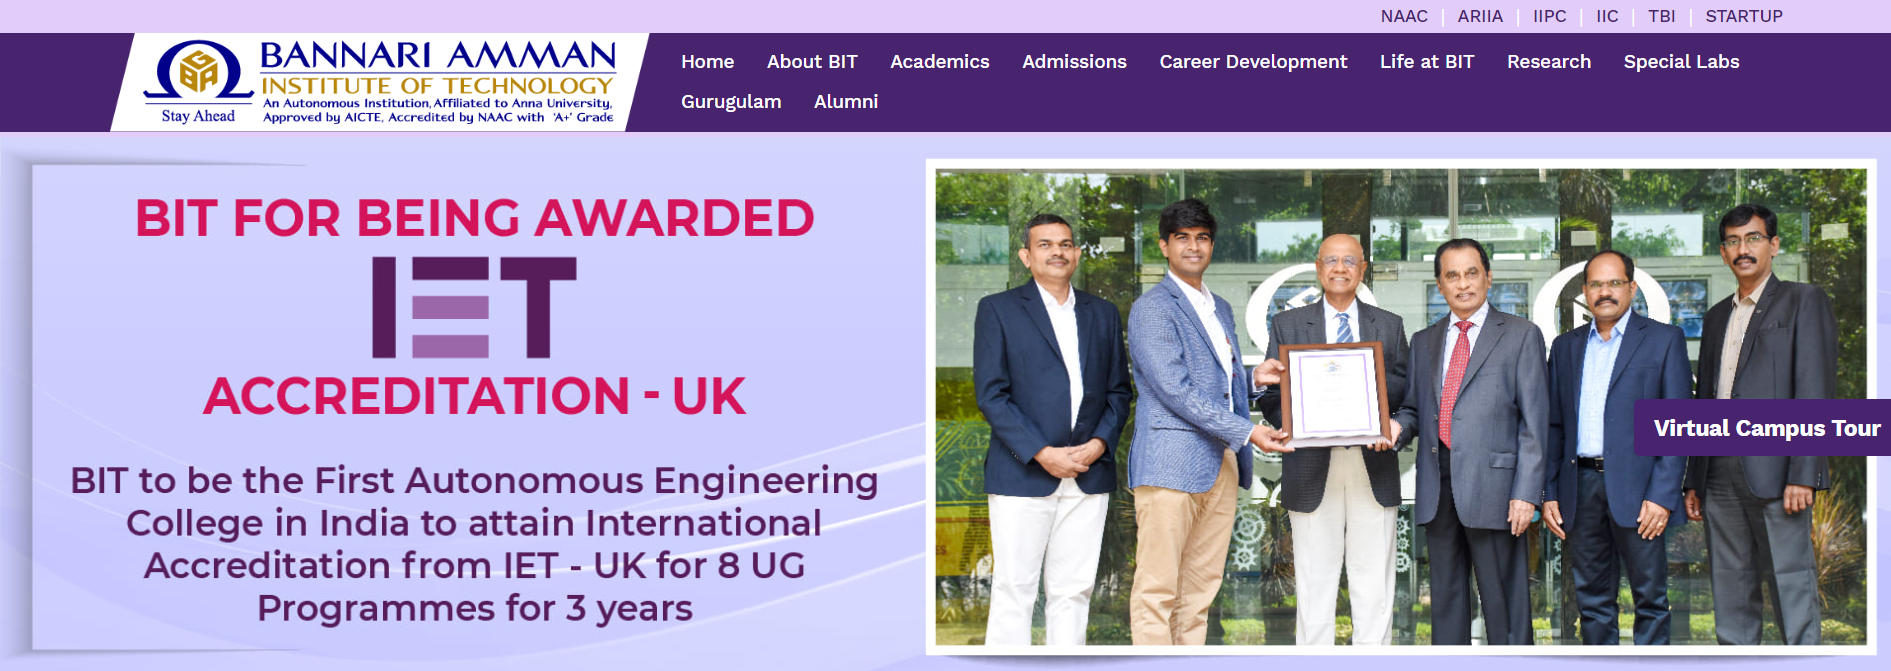 NAAC | ARIIA | IIPC | IIC | TBI | STARTUP
BANNARI AMMAN
INSTITUTE OF TECHNOLOGY
An Autonomous Institution, Affiliated to Anna University,
Approved by AICTE, Accredited by NAAC with 'A+' Grade
Stay Ahead
Home About BIT Academics Admissions Career Development Life at BIT Research Special Labs
Gurugulam Alumni
BIT FOR BEING AWARDED
IET
ACCREDITATION - UK
BIT to be the First Autonomous Engineering
College in India to attain International
Accreditation from IET - UK for 8 UG
Programmes for 3 years
Virtual Campus Tour